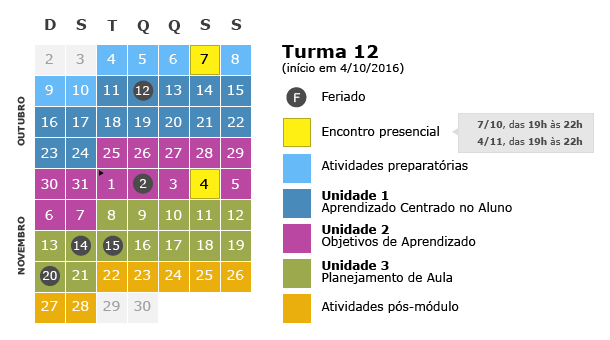 D S T Q Q S S
OUTUBRO
2 3 4 5 6 7 8
9 10 11 12 13 14 15
16 17 18 19 20 21 22
23 24 25 26 27 28 29
30 31 1 2 3 4 5
NOVEMBRO
6 7 8 9 10 11 12
13 14 15 16 17 18 19
20 21 22 23 24 25 26
27 28 29 30
Turma 12
(início em 4/10/2016)
F Feriado
Encontro presencial
7/10, das 19h às 22h
4/11, das 19h às 22h
Atividades preparatórias
Unidade 1
Aprendizado Centrado no Aluno
Unidade 2
Objetivos de Aprendizado
Unidade 3
Planejamento de Aula
Atividades pós-módulo